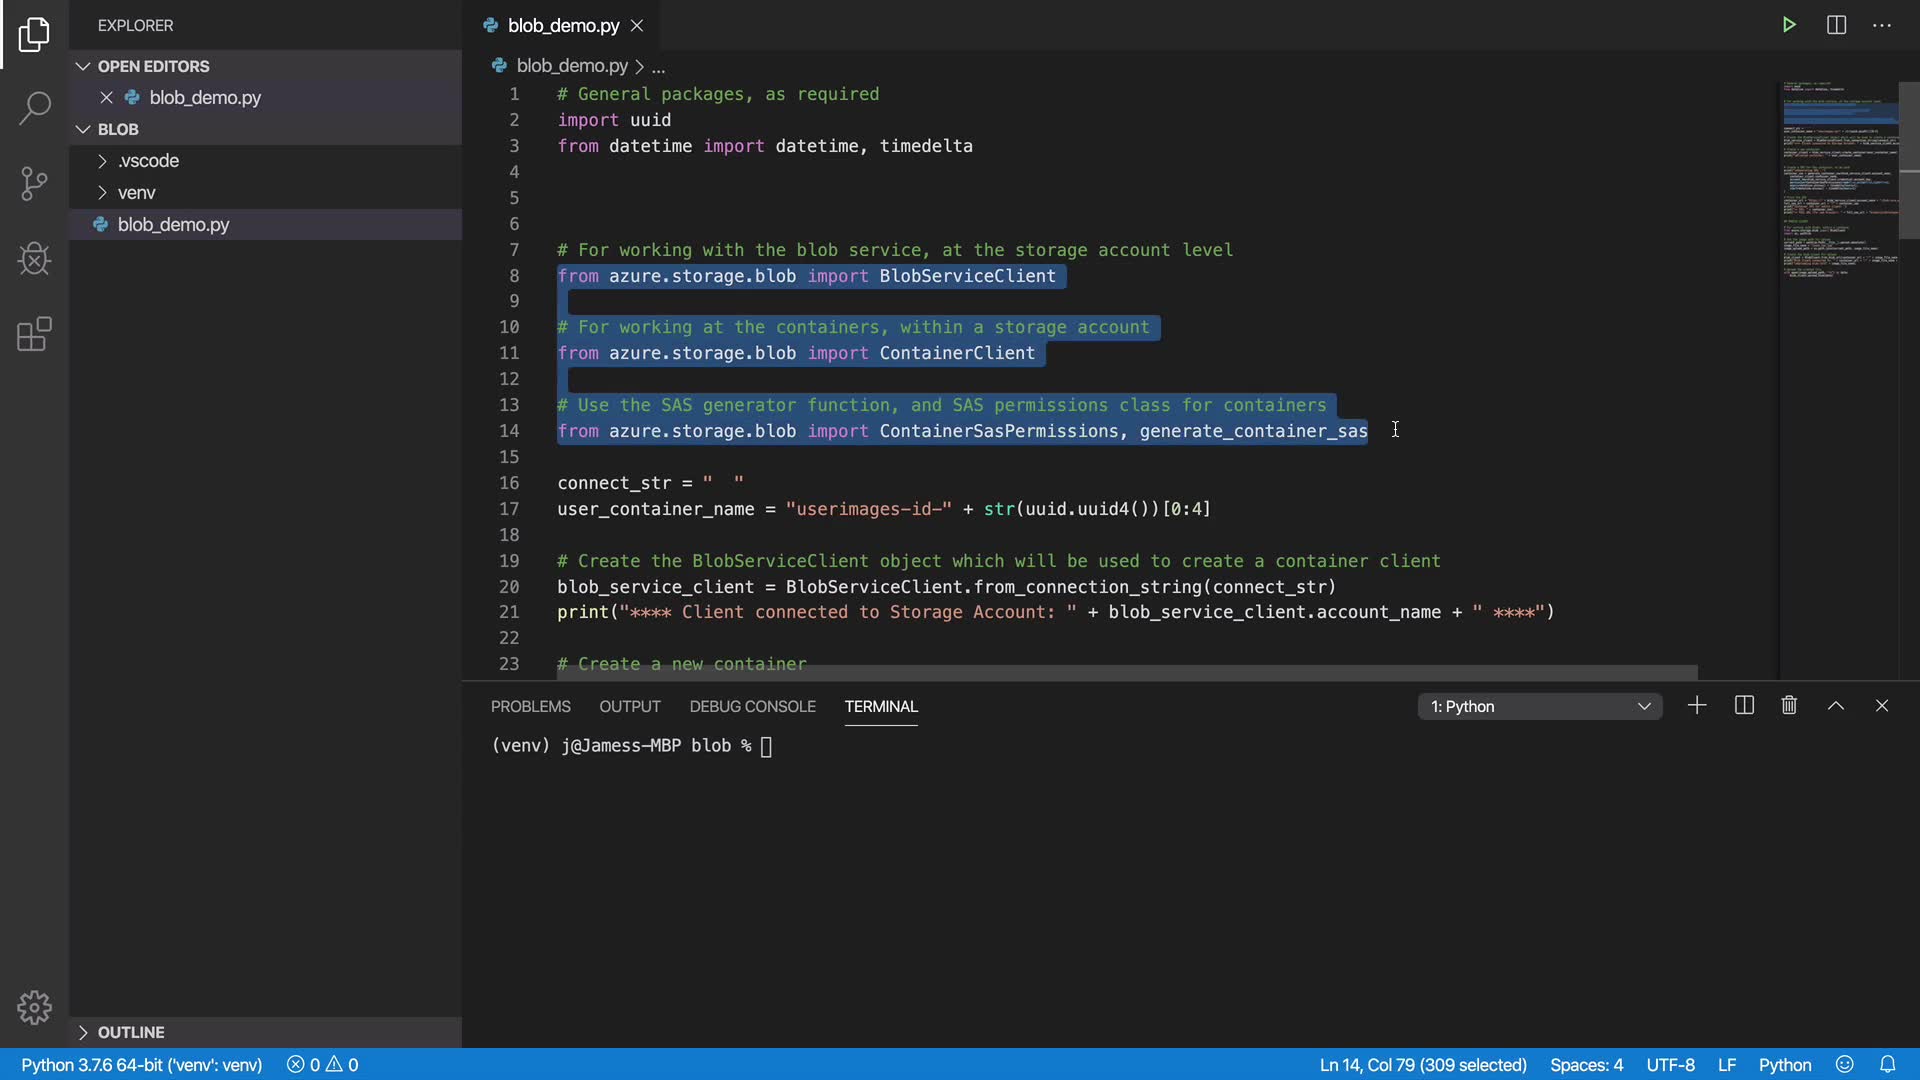 EXPLORER
OPEN EDITORS
blob_demo.py
BLOB
.vscode
venv
blob_demo.py
OUTLINE
blob_demo.py
blob_demo.py > ...
1 # General packages, as required
2 import uuid
3 from datetime import datetime, timedelta
4
5
6
7 # For working with the blob service, at the storage account level
8 from azure.storage.blob import BlobServiceClient
9
10 # For working at the containers, within a storage account
11 from azure.storage.blob import ContainerClient
12
13 # Use the SAS generator function, and SAS permissions class for containers
14 from azure.storage.blob import ContainerSasPermissions, generate_container_sas
15
16 connect_str = "  "
17 user_container_name = "userimages-id-" + str(uuid.uuid4())[0:4]
18
19 # Create the BlobServiceClient object which will be used to create a container client
20 blob_service_client = BlobServiceClient.from_connection_string(connect_str)
21 print("**** Client connected to Storage Account: " + blob_service_client.account_name + " ****")
22
23 # Create a new container
PROBLEMS OUTPUT DEBUG CONSOLE TERMINAL 1: Python
(venv) j@Jamess-MBP blob %
Python 3.7.6 64-bit ('venv': venv) 0 0 Ln 14, Col 79 (309 selected) Spaces: 4 UTF-8 LF Python